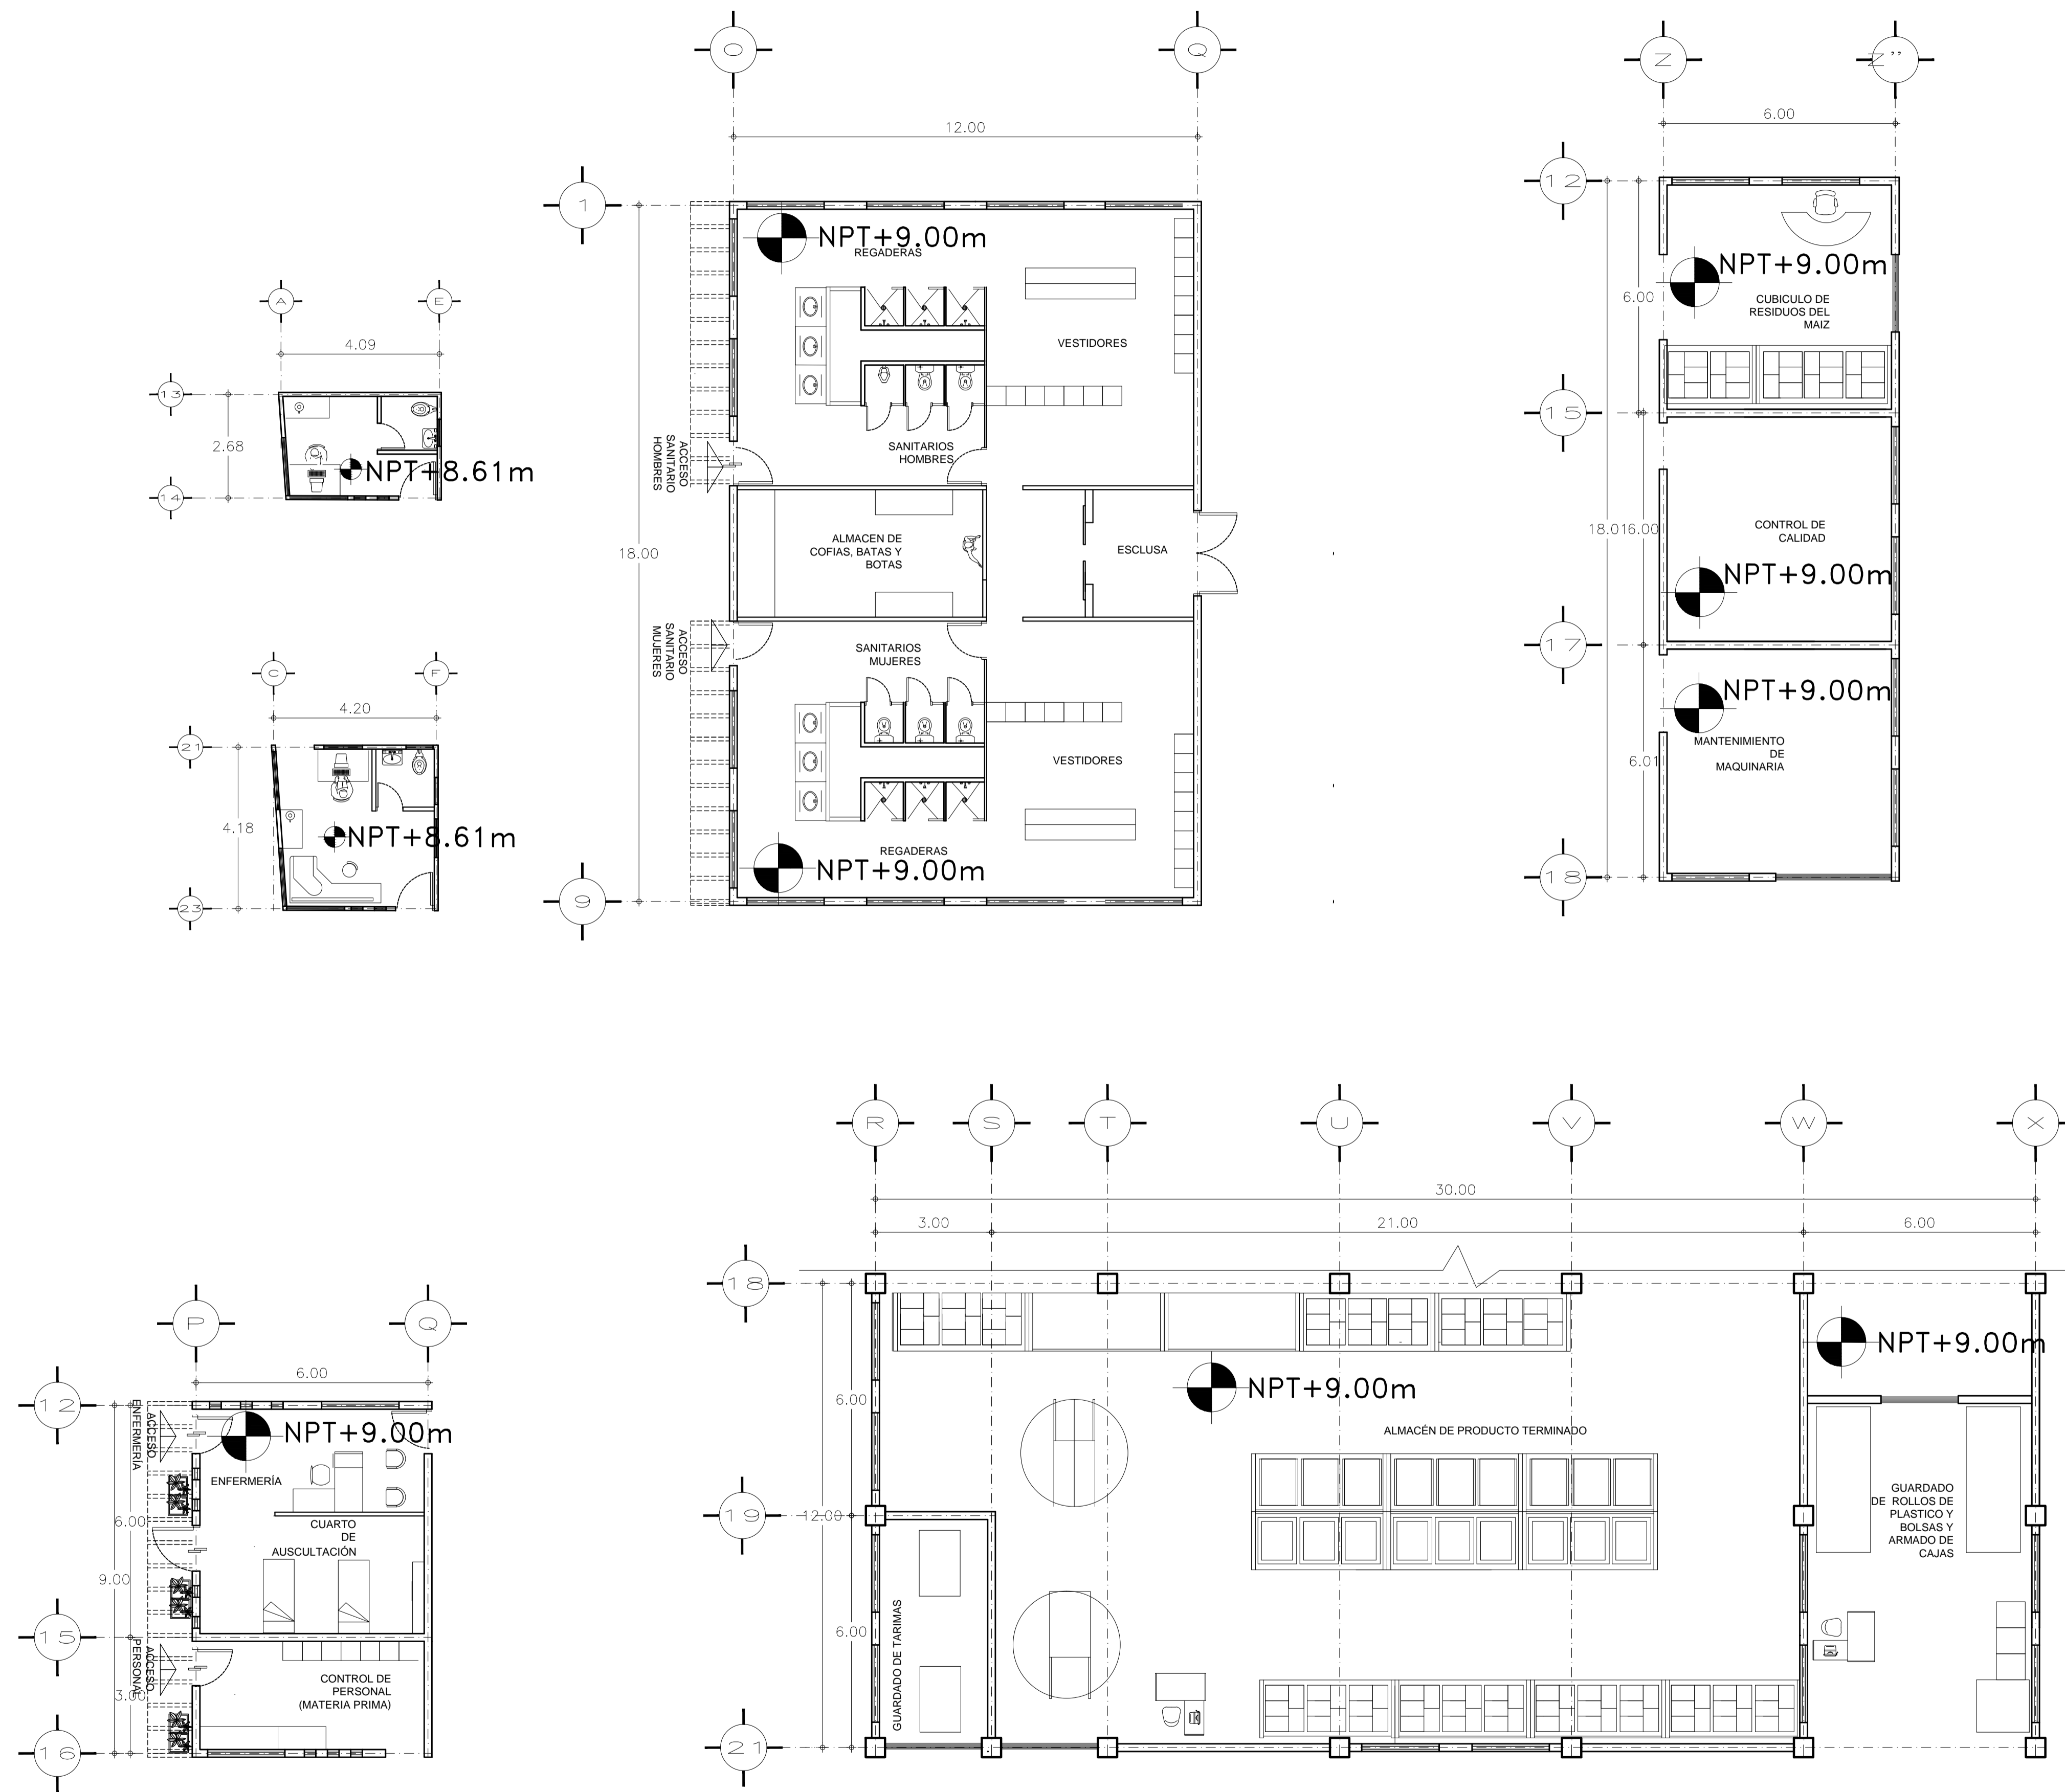 O
Q
12.00
1
18.00
9
NPT+9.00m
REGADERAS
VESTIDORES
SANITARIOS
HOMBRES
ACCESO
SANITARIO
HOMBRES
ALMACEN DE
COFIAS, BATAS Y
BOTAS
ESCLUSA
ACCESO
SANITARIO
MUJERES
SANITARIOS
MUJERES
VESTIDORES
REGADERAS
NPT+9.00m
Z
Z''
6.00
12
15
17
18
6.00
18.01
6.00
6.01
NPT+9.00m
CUBICULO DE
RESIDUOS DEL
MAIZ
CONTROL DE
CALIDAD
NPT+9.00m
NPT+9.00m
MANTENIMIENTO
DE
MAQUINARIA
A
E
4.09
13
2.68
14
NPT+8.61m
C
F
4.20
21
4.18
23
NPT+8.61m
P
Q
6.00
12
15
16
6.00
9.00
3.00
ACCESO
ENFERMERÍA
NPT+9.00m
ENFERMERÍA
CUARTO
DE
AUSCULTACIÓN
ACCESO
PERSONAL
CONTROL DE
PERSONAL
(MATERIA PRIMA)
R
S
T
U
V
W
X
30.00
3.00
21.00
6.00
18
19
21
6.00
12.00
6.00
NPT+9.00m
NPT+9.00m
ALMACÉN DE PRODUCTO TERMINADO
GUARDADO
DE ROLLOS DE
PLASTICO Y
BOLSAS Y
ARMADO DE
CAJAS
GUARDADO DE TARIMAS